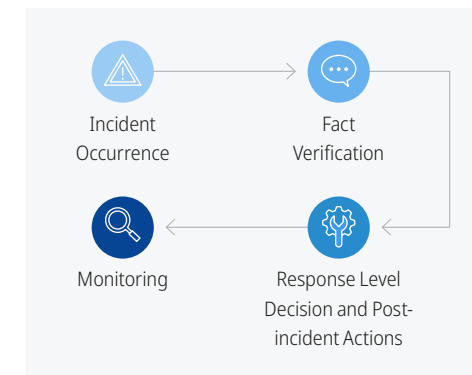 Incident
Occurrence
Fact
Verification
Monitoring
Response Level
Decision and Post-
incident Actions